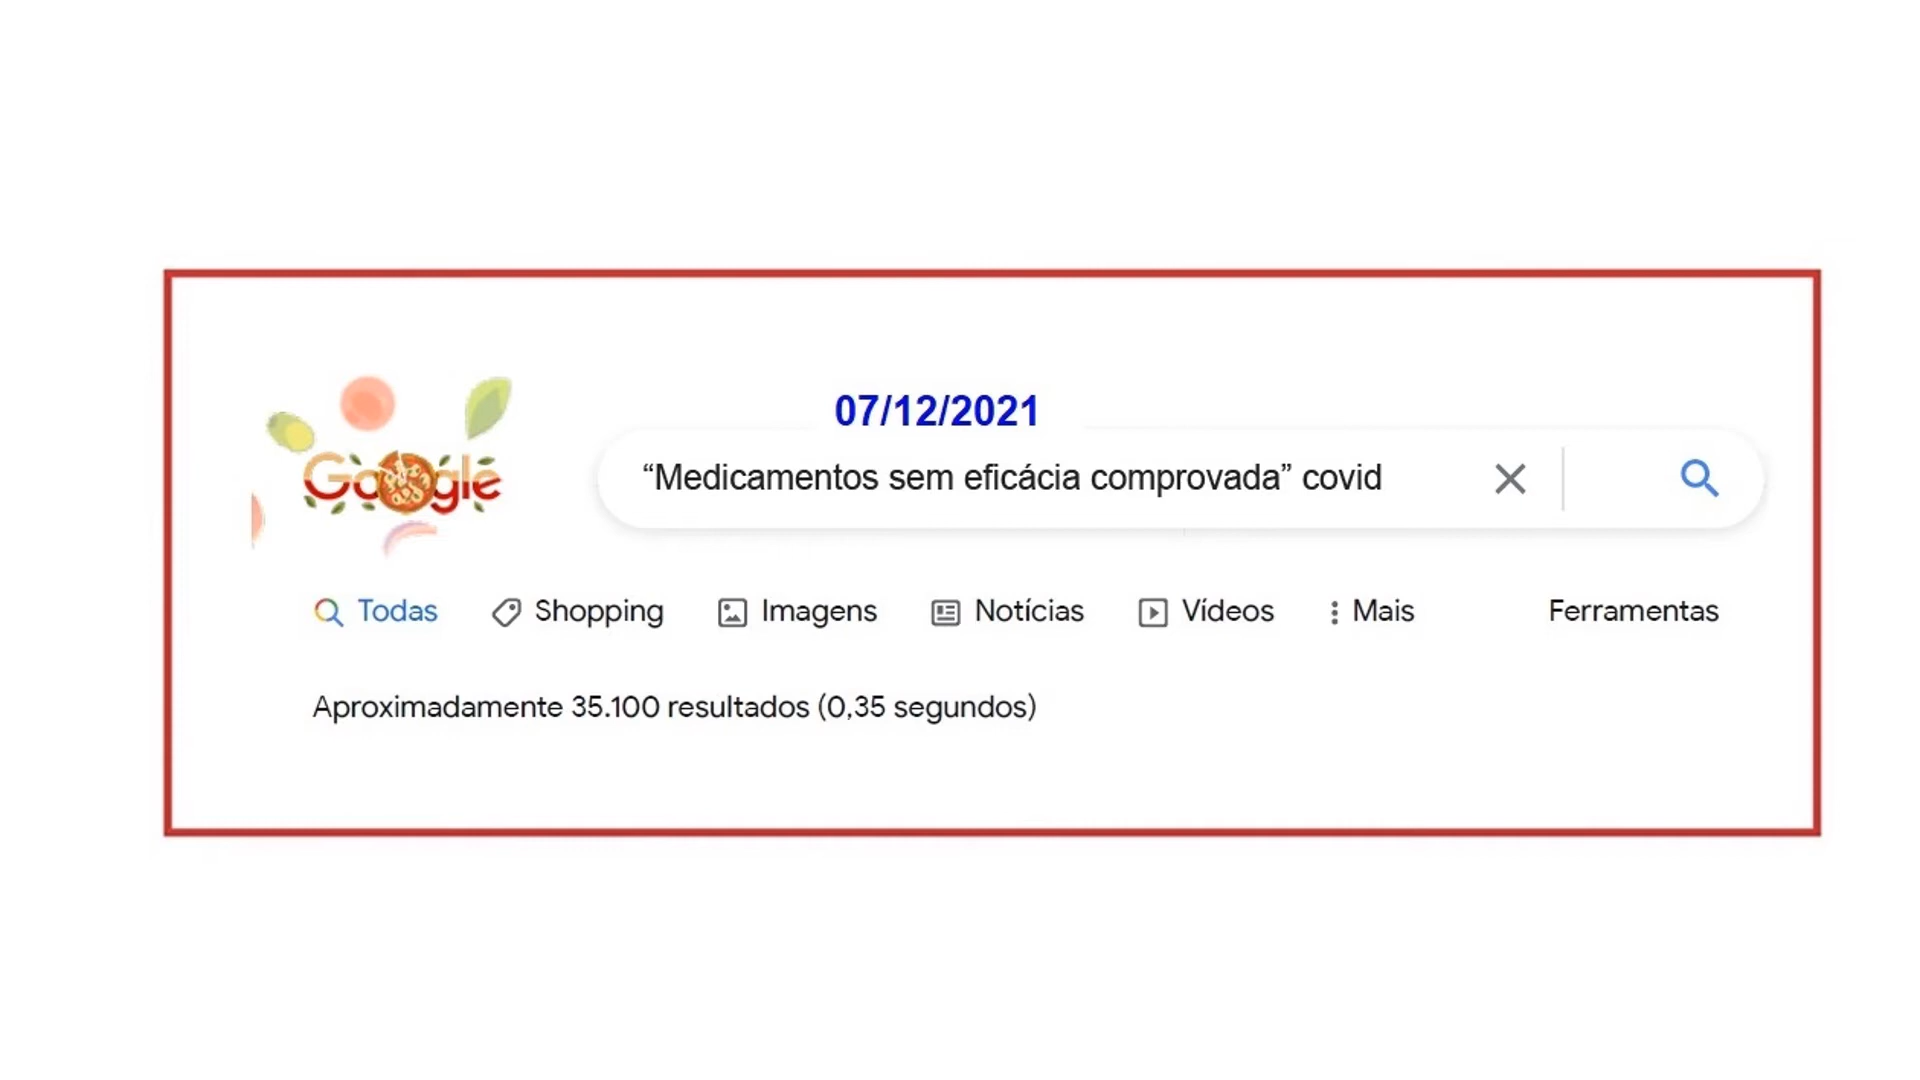 07/12/2021
Google
“Medicamentos sem eficácia comprovada” covid
Todas Shopping Imagens Notícias Vídeos Mais Ferramentas
Aproximadamente 35.100 resultados (0,35 segundos)